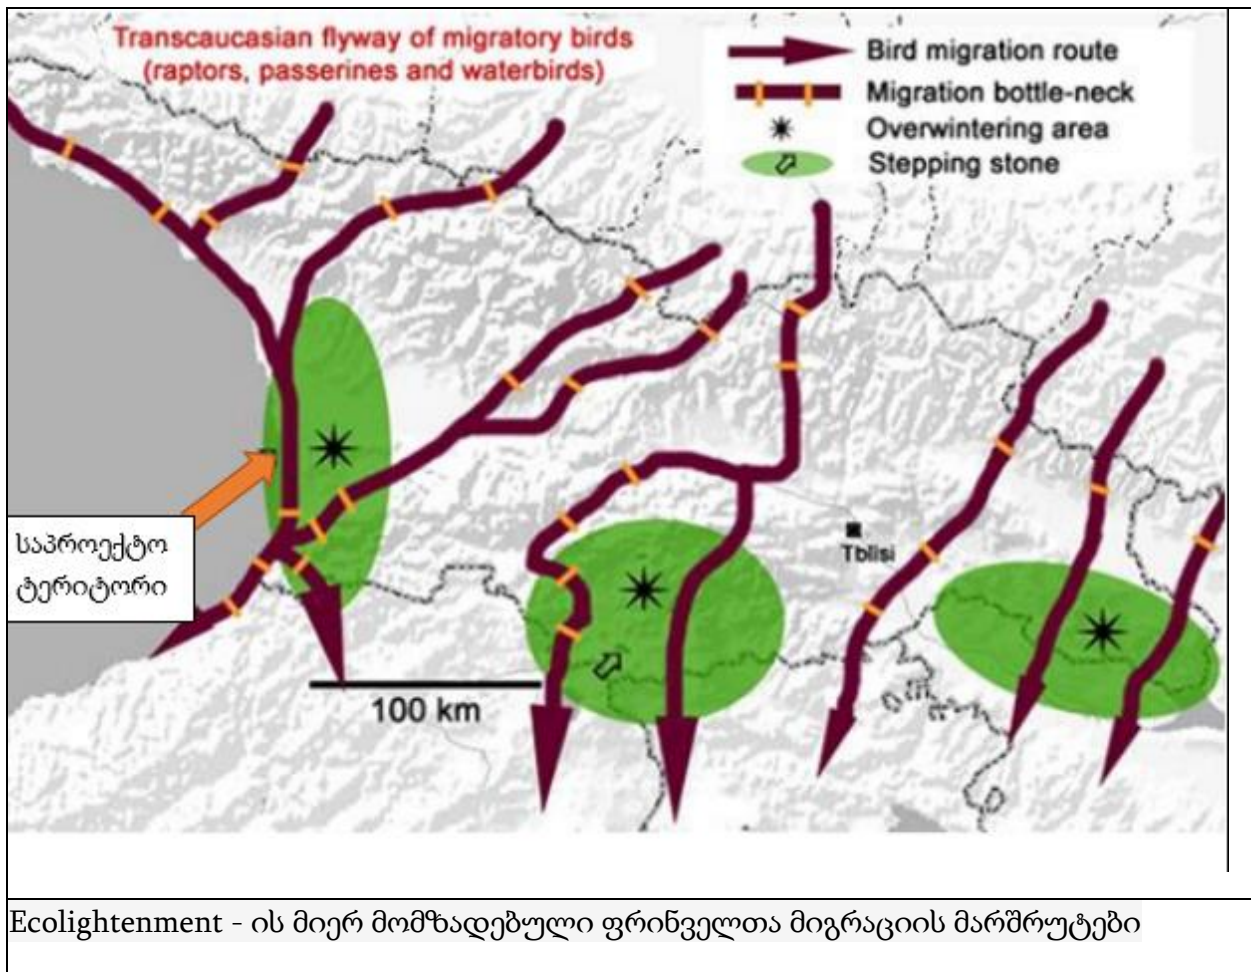 Transcaucasian flyway of migratory birds
(raptors, passerines and waterbirds)
Bird migration route
Migration bottle-neck
Overwintering area
Stepping stone
Tbilisi
საპროექტო
ტერიტორი
100 km
Ecolightenment - ის მიერ მომზადებული ფრინველთა მიგრაციის მარშრუტები